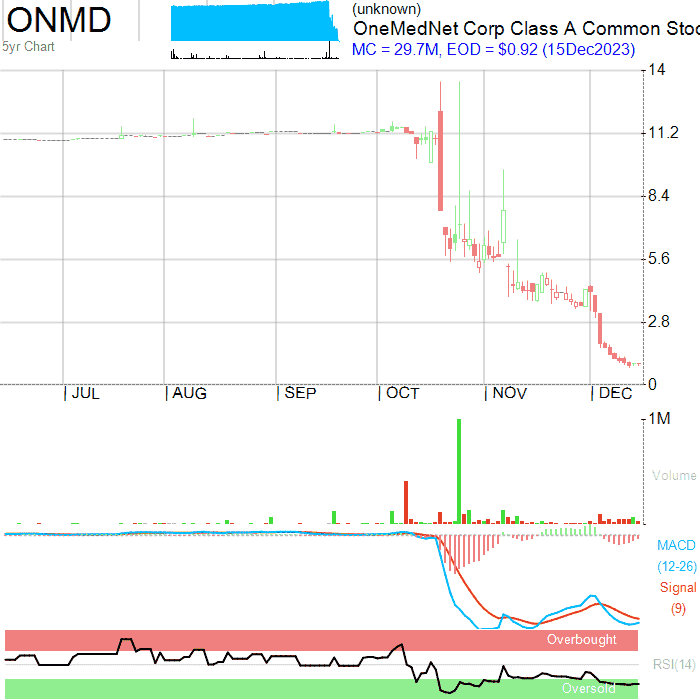 ONMD
5yr Chart
(unknown)
OneMedNet Corp Class A Common Stoc
MC = 29.7M, EOD = $0.92 (15Dec2023)
14
11.2
8.4
5.6
2.8
0
JUL AUG SEP OCT NOV DEC
1M
Volume
MACD
(12-26)
Signal
(9)
Overbought
RSI(14)
Oversold